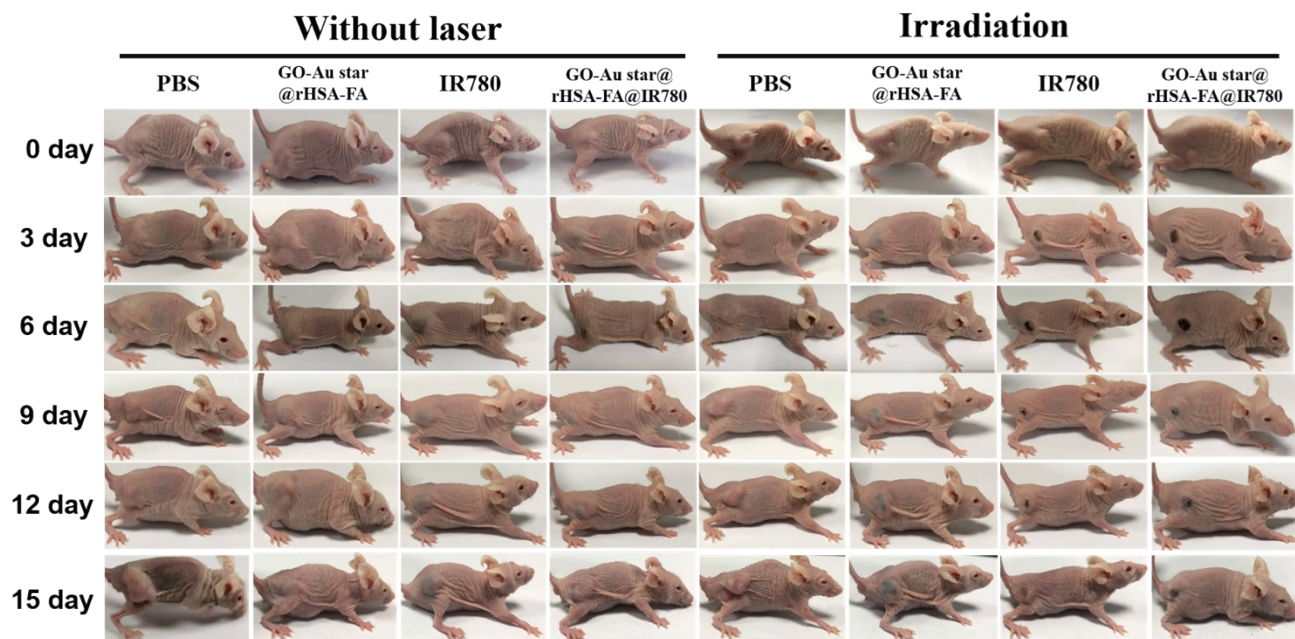 Without laser
Irradiation
PBS
GO-Au star
@rHSA-FA
IR780
GO-Au star@
rHSA-FA@IR780
PBS
GO-Au star
@rHSA-FA
IR780
GO-Au star@
rHSA-FA@IR780
0 day
3 day
6 day
9 day
12 day
15 day